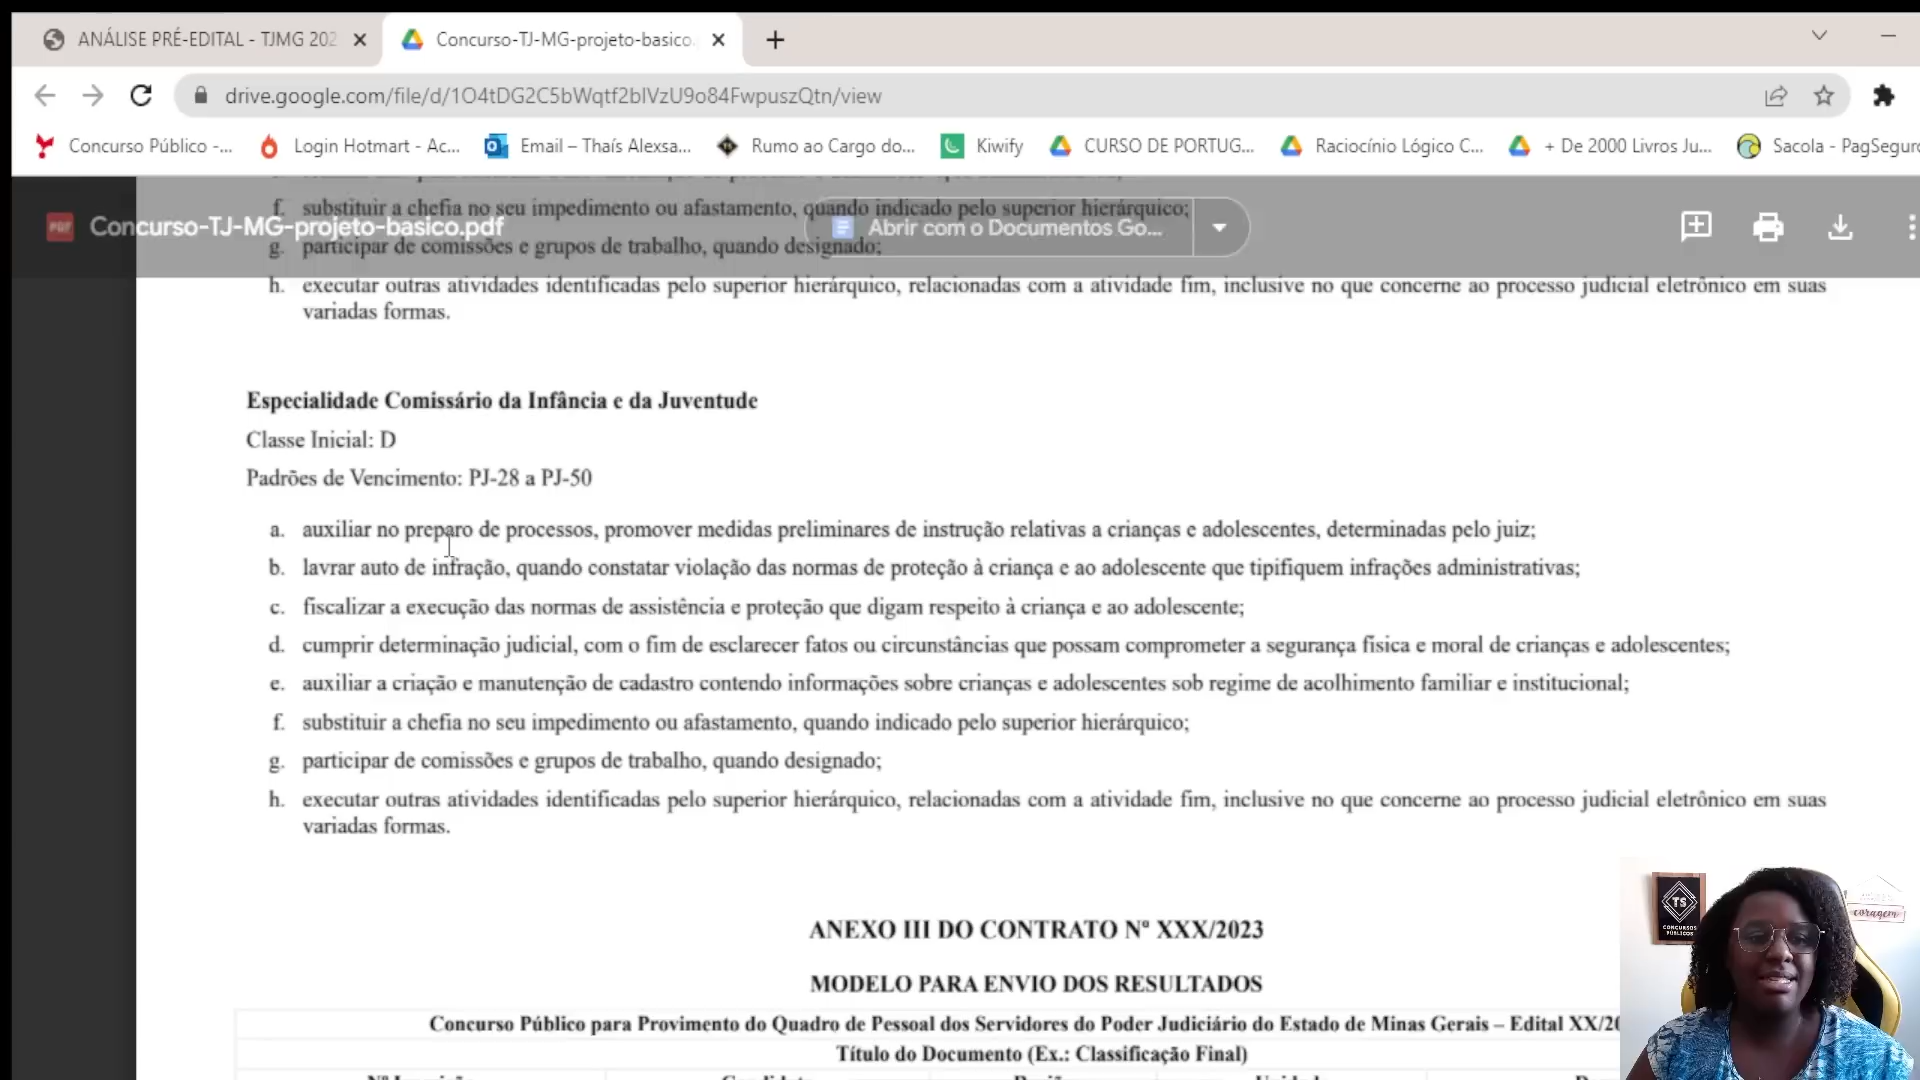 ANÁLISE PRÉ-EDITAL - TJMG 202
Concurso-TJ-MG-projeto-basico.
drive.google.com/file/d/1O4tDG2C5bWqtf2bIVzU9o84FwpuszQtn/view
Concurso Público -...
Login Hotmart - Ac...
Email – Thaís Alexsa...
Rumo ao Cargo do...
Kiwify
CURSO DE PORTUG...
Raciocínio Lógico C...
+ De 2000 Livros Ju...
Sacola - PagSeguro
f. substituir a chefia no seu impedimento ou afastamento, quando indicado pelo superior hierárquico;
PDF
Concurso-TJ-MG-projeto-basico.pdf
Abrir com o Documentos Go...
g. participar de comissões e grupos de trabalho, quando designado;
h. executar outras atividades identificadas pelo superior hierárquico, relacionadas com a atividade fim, inclusive no que concerne ao processo judicial eletrônico em suas
variadas formas.
Especialidade Comissário da Infância e da Juventude
Classe Inicial: D
Padrões de Vencimento: PJ-28 a PJ-50
a. auxiliar no preparo de processos, promover medidas preliminares de instrução relativas a crianças e adolescentes, determinadas pelo juiz;
b. lavrar auto de infração, quando constatar violação das normas de proteção à criança e ao adolescente que tipifiquem infrações administrativas;
c. fiscalizar a execução das normas de assistência e proteção que digam respeito à criança e ao adolescente;
d. cumprir determinação judicial, com o fim de esclarecer fatos ou circunstâncias que possam comprometer a segurança física e moral de crianças e adolescentes;
e. auxiliar a criação e manutenção de cadastro contendo informações sobre crianças e adolescentes sob regime de acolhimento familiar e institucional;
f. substituir a chefia no seu impedimento ou afastamento, quando indicado pelo superior hierárquico;
g. participar de comissões e grupos de trabalho, quando designado;
h. executar outras atividades identificadas pelo superior hierárquico, relacionadas com a atividade fim, inclusive no que concerne ao processo judicial eletrônico em suas
variadas formas.
TS
CONCURSOS
PÚBLICOS
coragem
ANEXO III DO CONTRATO Nº XXX/2023
MODELO PARA ENVIO DOS RESULTADOS
Concurso Público para Provimento do Quadro de Pessoal dos Servidores do Poder Judiciário do Estado de Minas Gerais – Edital XX/20
Título do Documento (Ex.: Classificação Final)